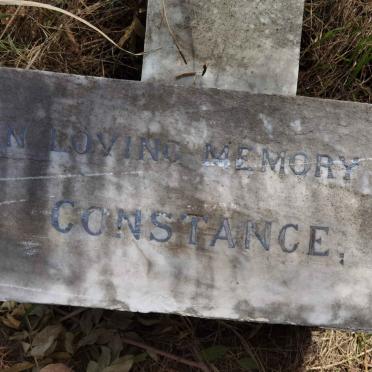 N LOVING MEMORY
CONSTANCE,